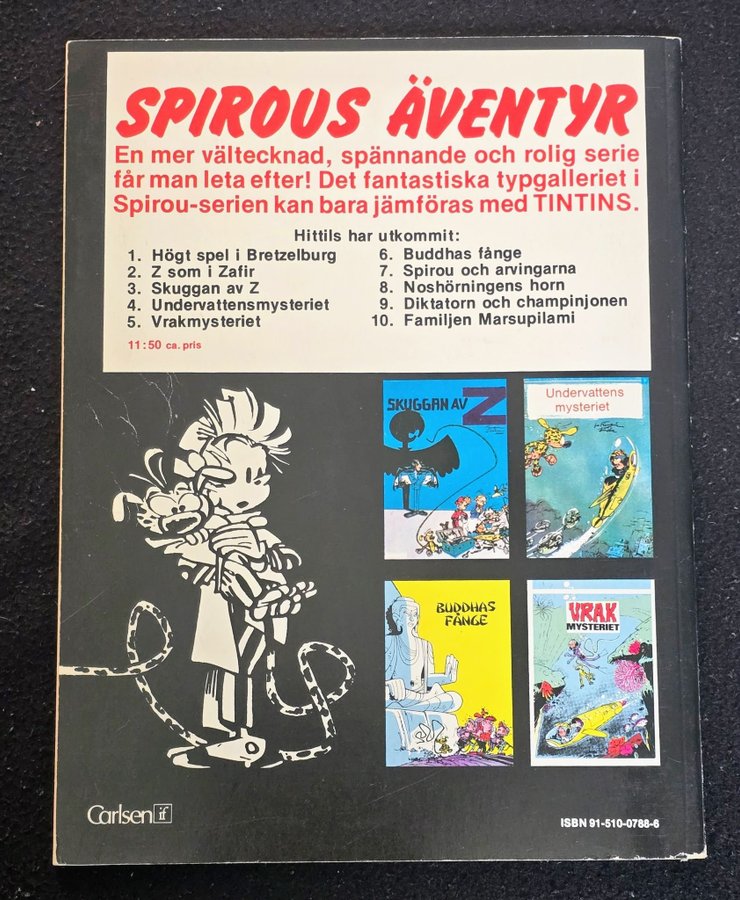 SPIROUS ÄVENTYR
En mer vältecknad, spännande och rolig serie
får man leta efter! Det fantastiska typgalleriet i
Spirou-serien kan bara jämföras med TINTINS.
Hittils har utkommit:
1. Högt spel i Bretzelburg
2. Z som i Zafir
3. Skuggan av Z
4. Undervattensmysteriet
5. Vrakmysteriet
6. Buddhas fånge
7. Spirou och arvingarna
8. Noshörningens horn
9. Diktatorn och champinjonen
10. Familjen Marsupilami
11:50 ca. pris
SKUGGAN AV Z
Undervattens
mysteriet
BUDDHAS
FÅNGE
VRAK
MYSTERIET
Carlsen if
ISBN 91-510-0788-6